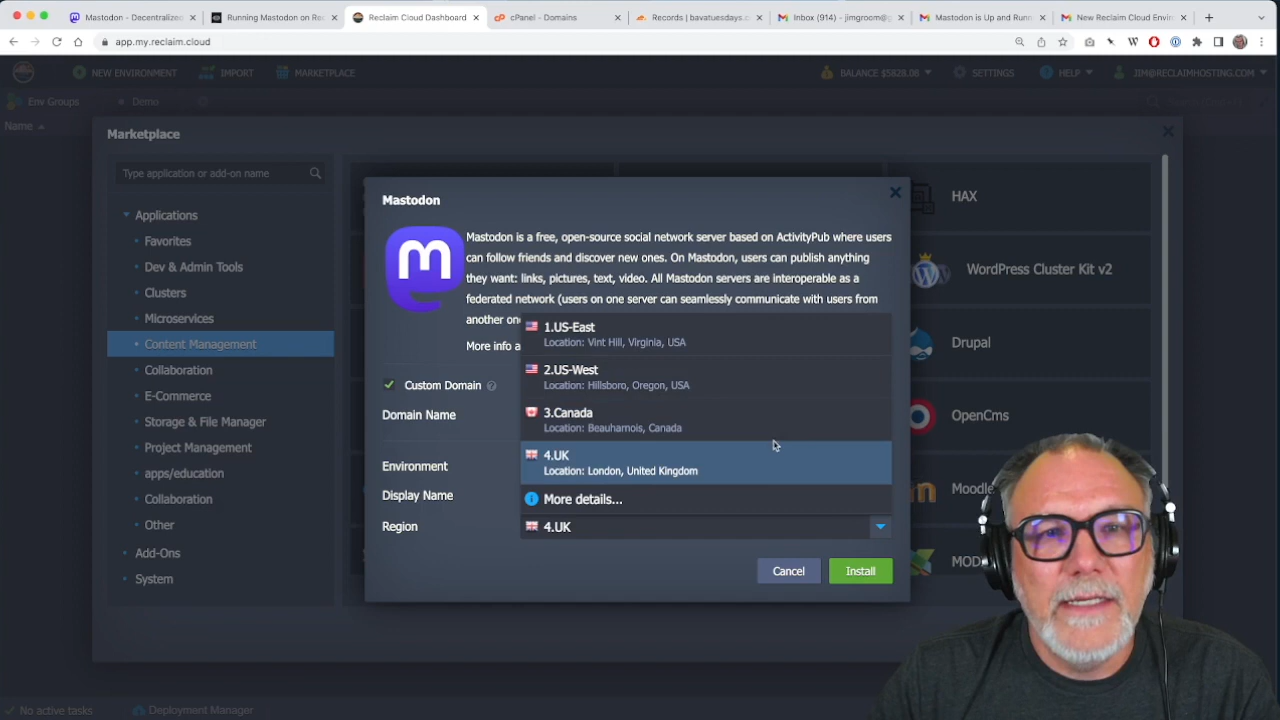 Mastodon - Decentralized
Running Mastodon on Re
Reclaim Cloud Dashboard
cPanel - Domains
Records | bavatuesdays.c
Inbox (914) - jimgroom@
Mastodon is Up and Runn
New Reclaim Cloud Envir
app.my.reclaim.cloud
NEW ENVIRONMENT
IMPORT
MARKETPLACE
BALANCE $5828.08
SETTINGS
HELP
JIM@RECLAIMHOSTING.COM
Env Groups
Demo
Name
Marketplace
Type application or add-on name
Applications
Favorites
Dev & Admin Tools
Clusters
Microservices
Content Management
Collaboration
E-Commerce
Storage & File Manager
Project Management
apps/education
Collaboration
Other
Add-Ons
System
HAX
WordPress Cluster Kit v2
Drupal
OpenCms
Moodle
MOD
Mastodon
Mastodon is a free, open-source social network server based on ActivityPub where users
can follow friends and discover new ones. On Mastodon, users can publish anything
they want: links, pictures, text, video. All Mastodon servers are interoperable as a
federated network (users on one server can seamlessly communicate with users from
another one
More info a
Custom Domain
Domain Name
Environment
Display Name
Region
1.US-East
Location: Vint Hill, Virginia, USA
2.US-West
Location: Hillsboro, Oregon, USA
3.Canada
Location: Beauharnois, Canada
4.UK
Location: London, United Kingdom
More details...
4.UK
Cancel
Install
No active tasks
Deployment Manager